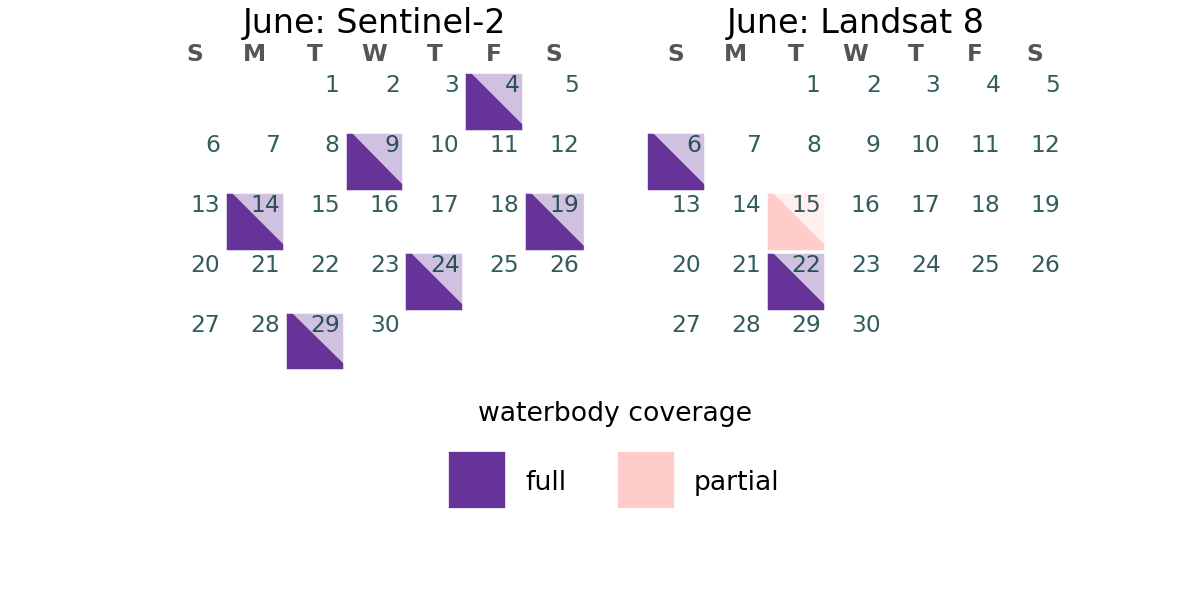 June: Sentinel-2
S M T W T F S
1 2 3 4 5
6 7 8 9 10 11 12
13 14 15 16 17 18 19
20 21 22 23 24 25 26
27 28 29 30
June: Landsat 8
S M T W T F S
1 2 3 4 5
6 7 8 9 10 11 12
13 14 15 16 17 18 19
20 21 22 23 24 25 26
27 28 29 30
waterbody coverage
full
partial